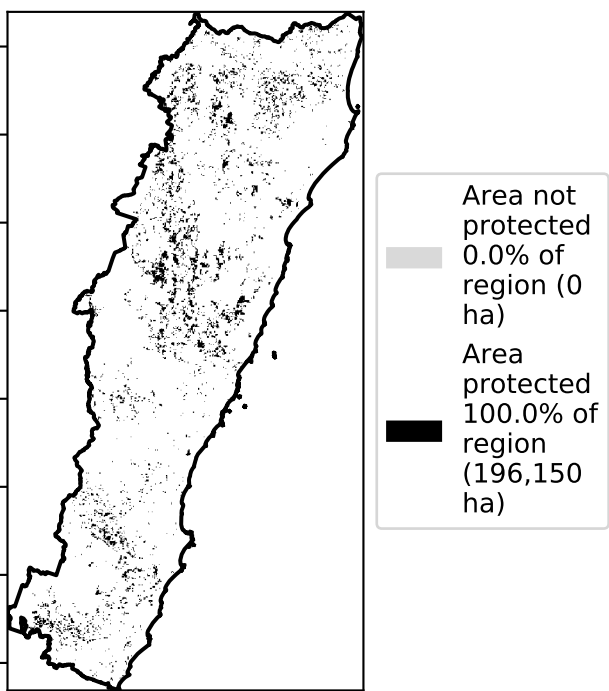 Area not
protected
0.0% of
region (0
ha)
Area
protected
100.0% of
region
(196,150
ha)